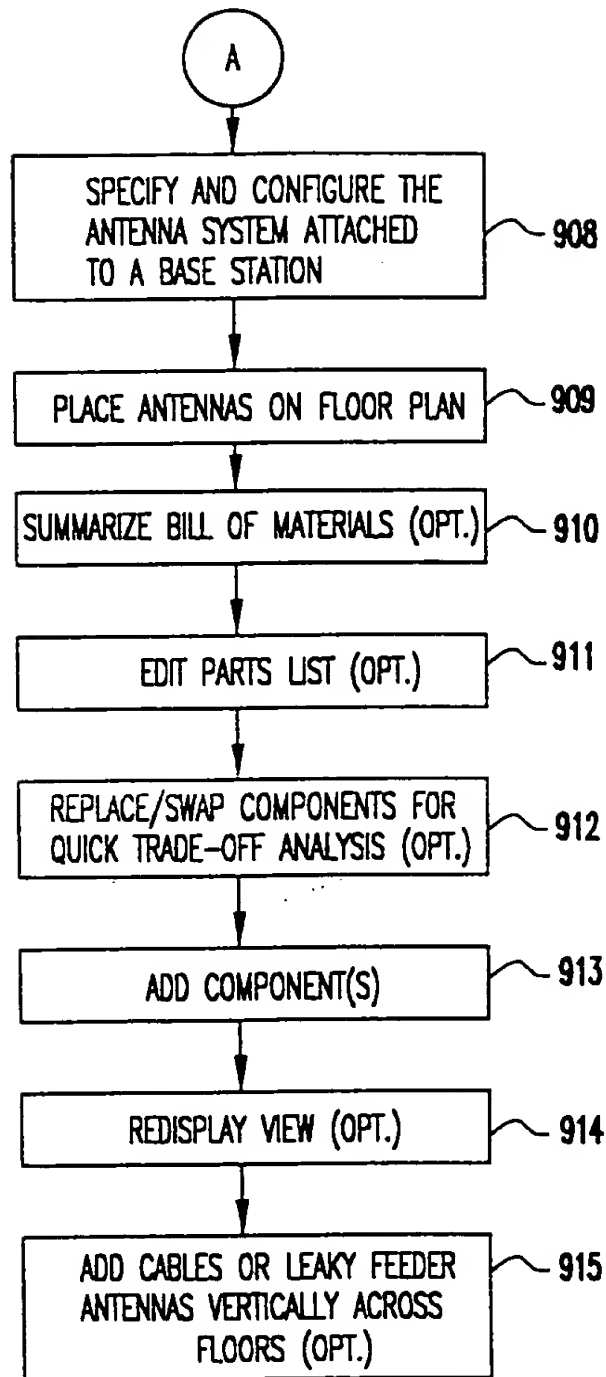 A
SPECIFY AND CONFIGURE THE
ANTENNA SYSTEM ATTACHED
TO A BASE STATION
908
PLACE ANTENNAS ON FLOOR PLAN
909
SUMMARIZE BILL OF MATERIALS (OPT.)
910
EDIT PARTS LIST (OPT.)
911
REPLACE/SWAP COMPONENTS FOR
QUICK TRADE-OFF ANALYSIS (OPT.)
912
ADD COMPONENT(S)
913
REDISPLAY VIEW (OPT.)
914
ADD CABLES OR LEAKY FEEDER
ANTENNAS VERTICALLY ACROSS
FLOORS (OPT.)
915